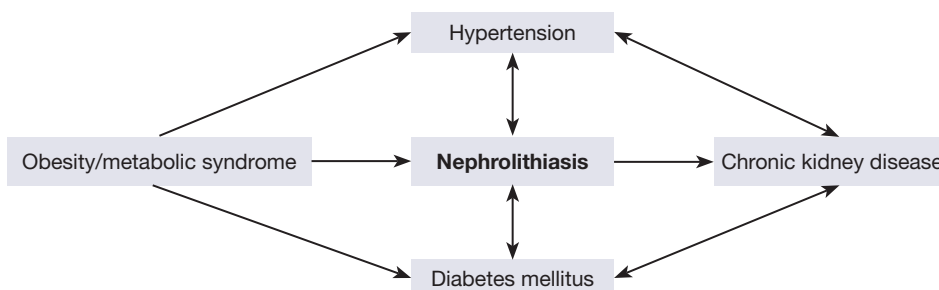 Hypertension
Obesity/metabolic syndrome
Nephrolithiasis
Chronic kidney disease
Diabetes mellitus